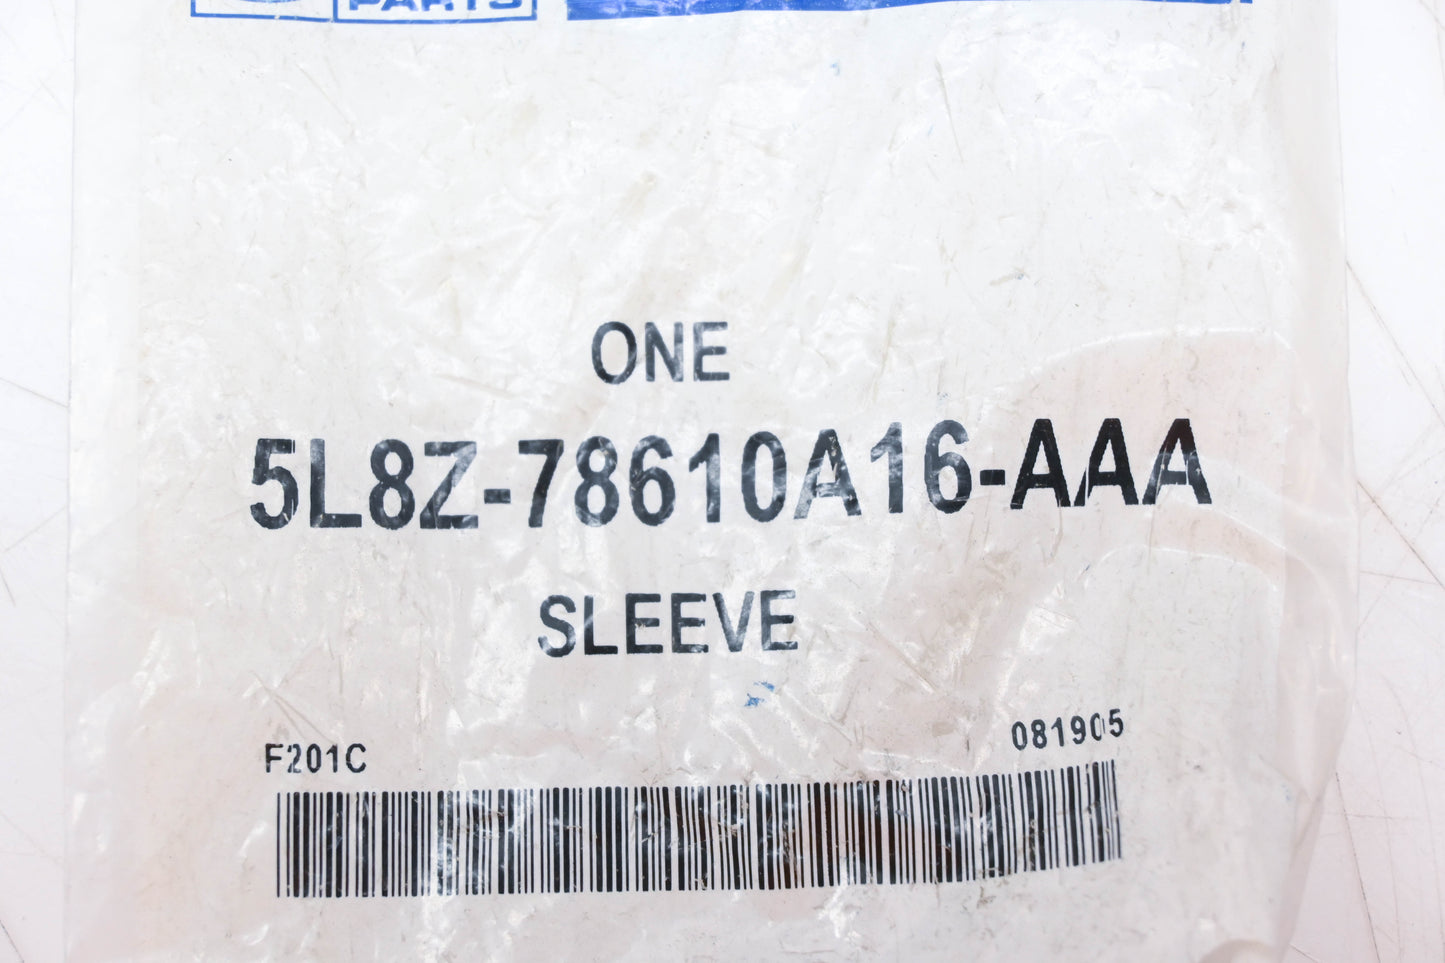 PARTS
ONE
5L8Z-78610A16-AAA
SLEEVE
F201C
081905